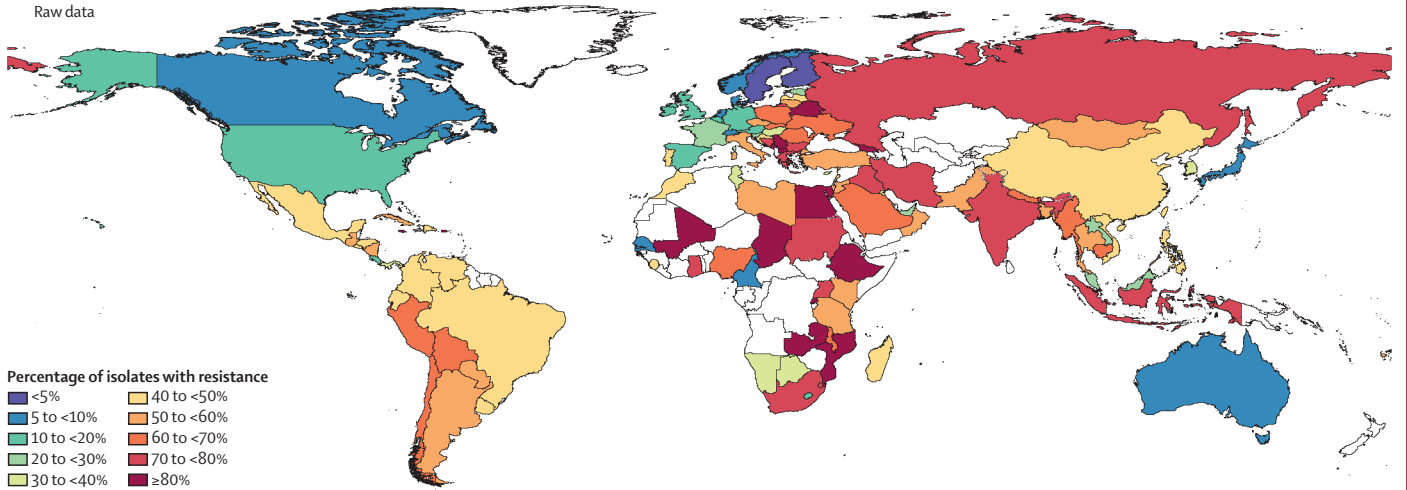 Raw data
Percentage of isolates with resistance
<5%
5 to <10%
10 to <20%
20 to <30%
30 to <40%
40 to <50%
50 to <60%
60 to <70%
70 to <80%
≥80%